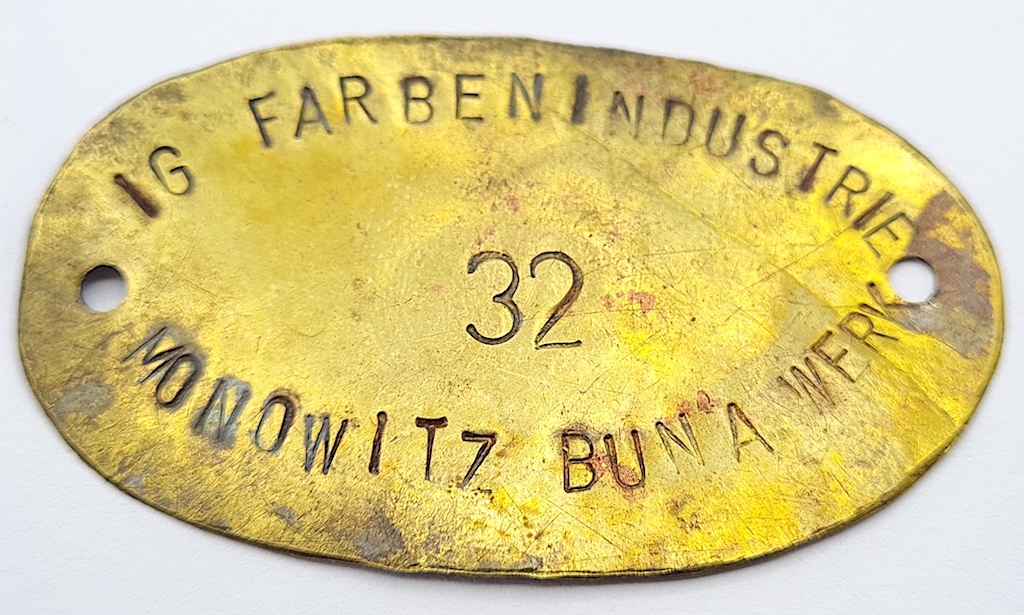 IG FARBENINDUSTRIE
32
MONOWITZ BUNA WERK